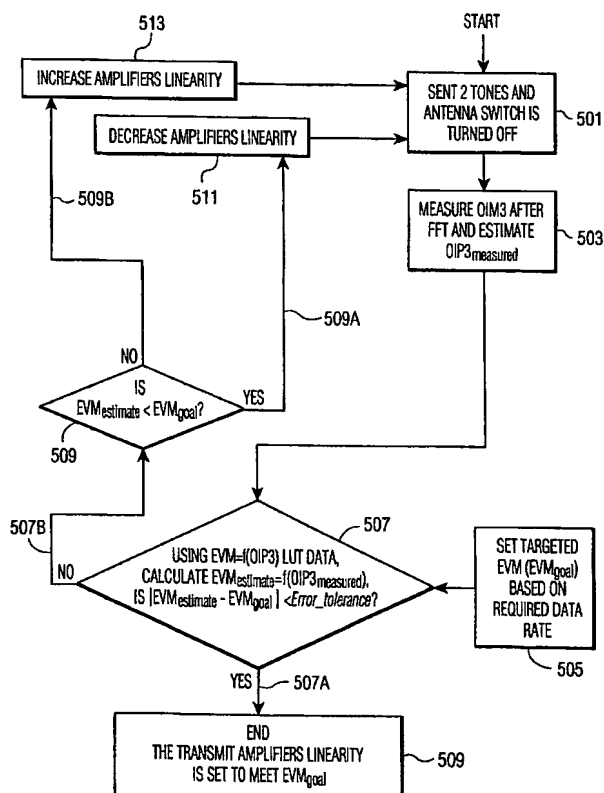 START
513
INCREASE AMPLIFIERS LINEARITY
SENT 2 TONES AND
ANTENNA SWITCH IS
TURNED OFF
501
DECREASE AMPLIFIERS LINEARITY
511
509B
MEASURE OIM3 AFTER
FFT AND ESTIMATE
OIP3measured
503
509A
NO
IS
EVMestimate < EVMgoal?
YES
509
507B
507
NO
USING EVM=f(OIP3) LUT DATA,
CALCULATE EVMestimate=f(OIP3measured),
IS |EVMestimate - EVMgoal| <Error_tolerance?
SET TARGETED
EVM (EVMgoal)
BASED ON
REQUIRED DATA
RATE
505
YES
507A
END
THE TRANSMIT AMPLIFIERS LINEARITY
IS SET TO MEET EVMgoal
509